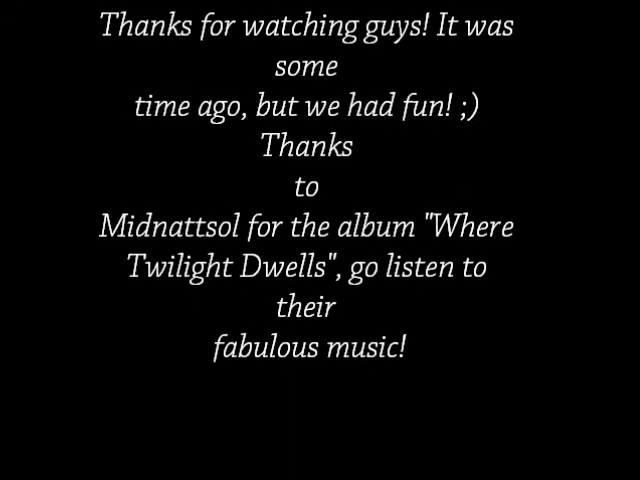 Thanks for watching guys! It was
some
time ago, but we had fun! ;)
Thanks
to
Midnattsol for the album "Where
Twilight Dwells", go listen to
their
fabulous music!